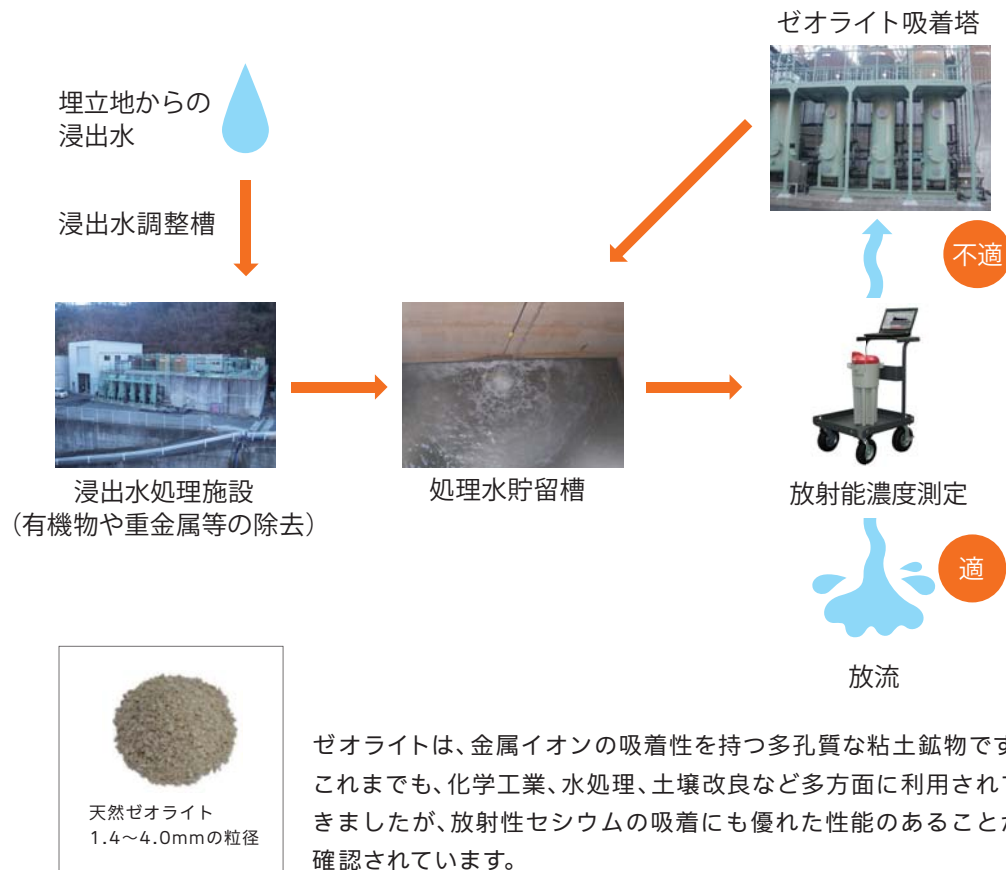 ゼオライト吸着塔
埋立地からの
浸出水
浸出水調整槽
不適
浸出水処理施設
（有機物や重金属等の除去）
処理水貯留槽
放射能濃度測定
適
放流
天然ゼオライト
1.4〜4.0mmの粒径
ゼオライトは、金属イオンの吸着性を持つ多孔質な粘土鉱物です
これまでも、化学工業、水処理、土壌改良など多方面に利用されて
きましたが、放射性セシウムの吸着にも優れた性能のあることが
確認されています。